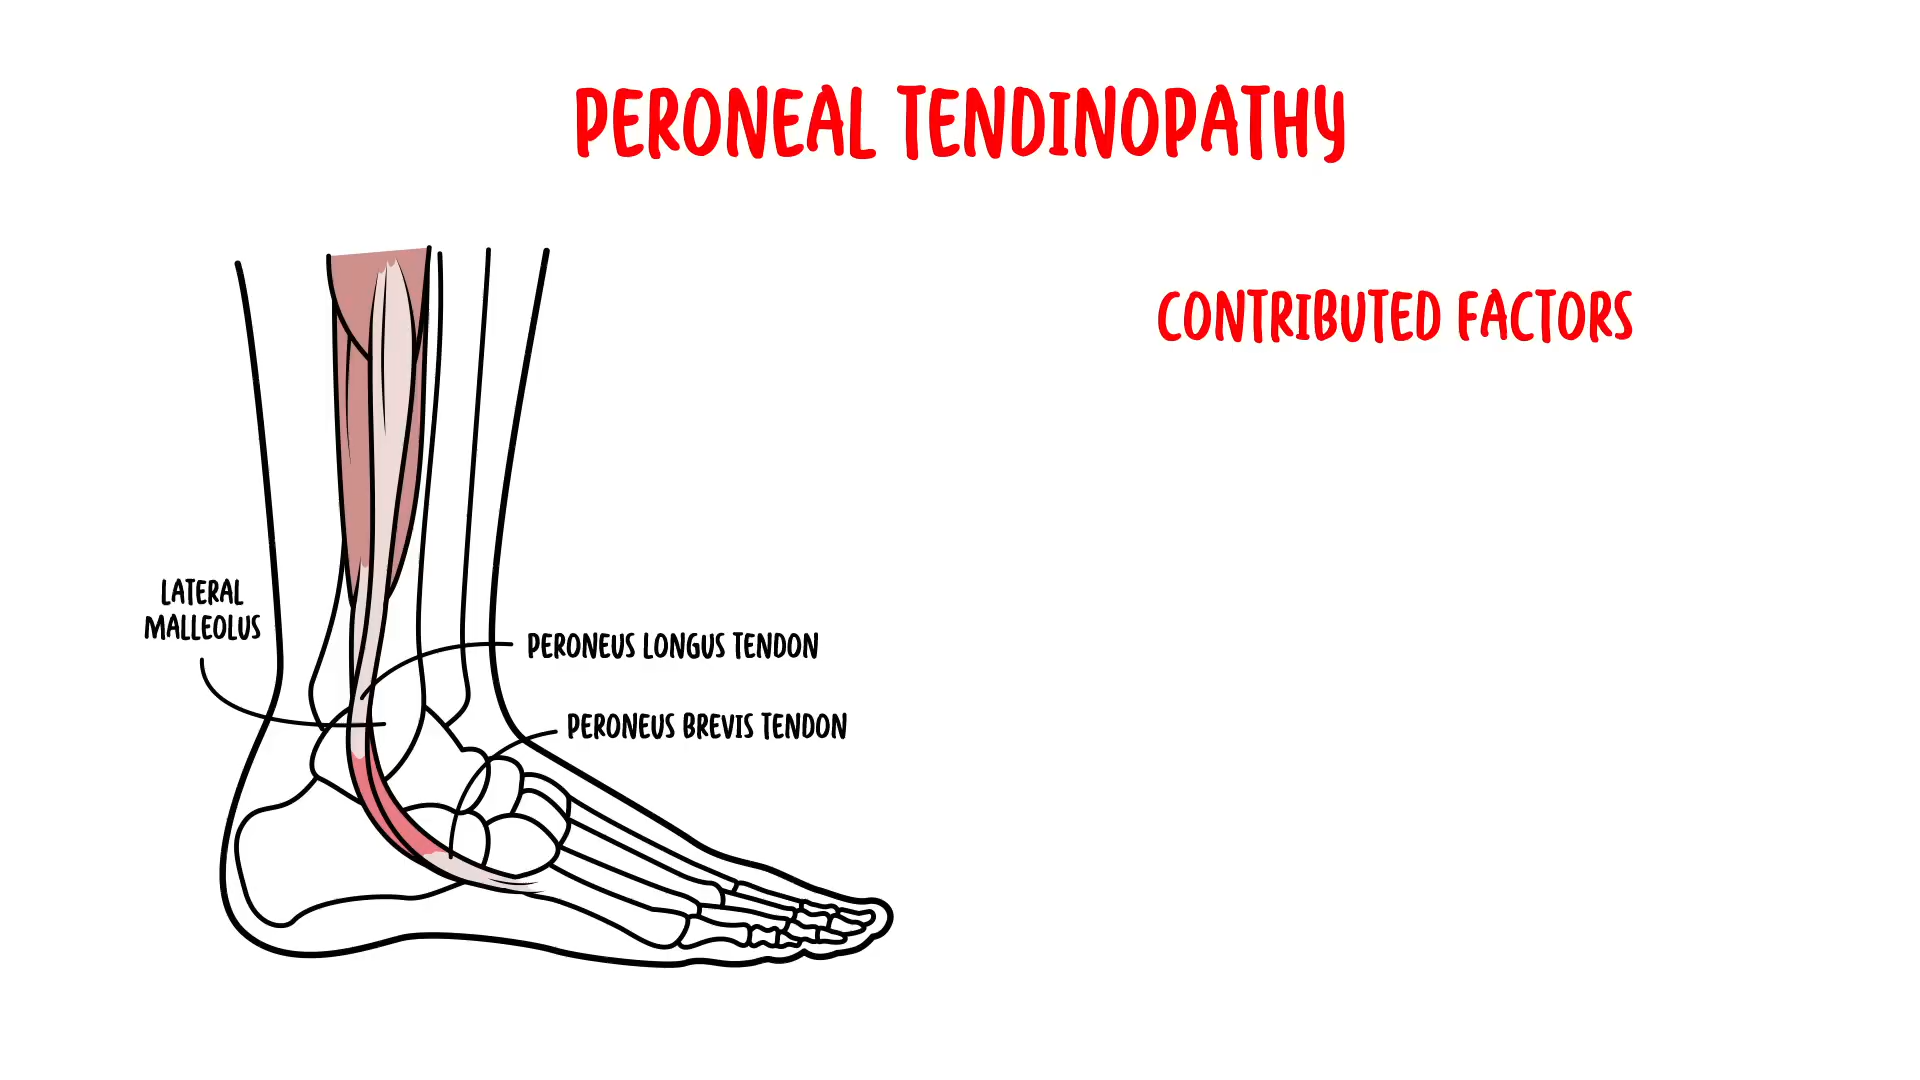 PERONEAL TENDINOPATHY
CONTRIBUTED FACTORS
LATERAL
MALLEOLUS
PERONEUS LONGUS TENDON
PERONEUS BREVIS TENDON